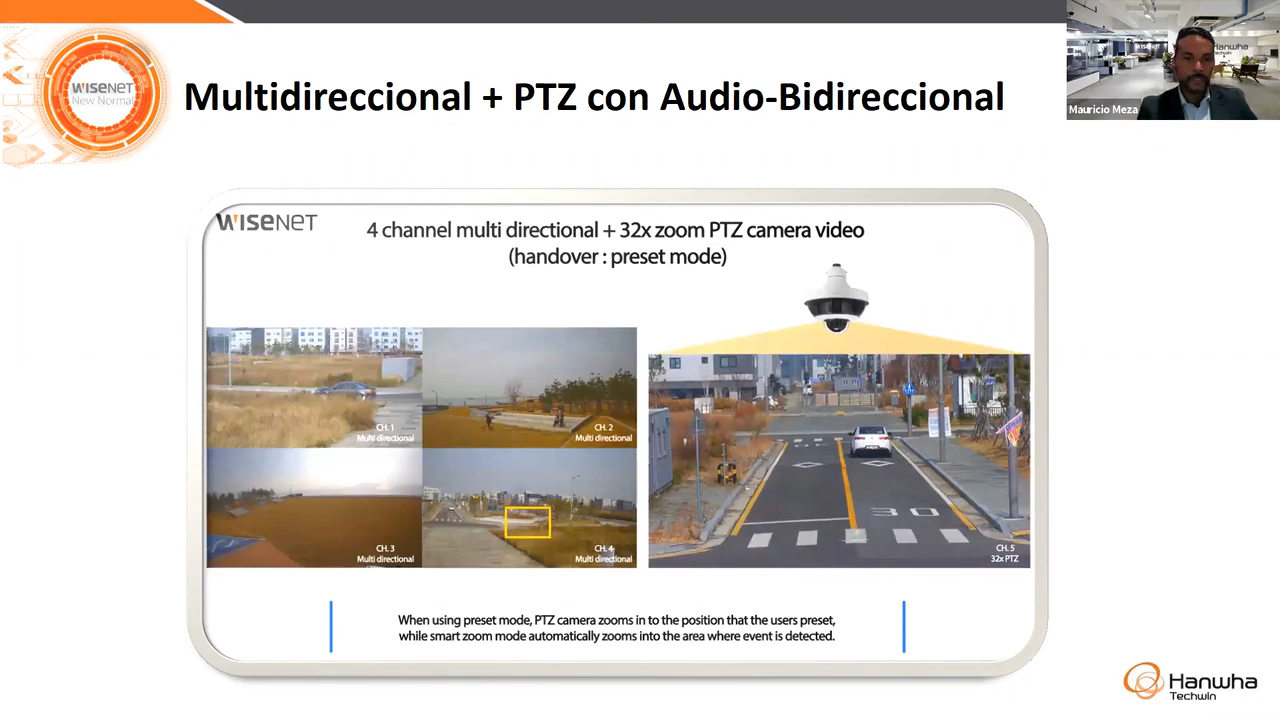 WISENET
New Normal
Multidireccional + PTZ con Audio-Bidireccional
WISENET
Hanwha
Techwin
Mauricio Meza
WISENET
4 channel multi directional + 32x zoom PTZ camera video
(handover : preset mode)
CH. 1
Multi directional
CH. 2
Multi directional
CH. 3
Multi directional
CH. 4
Multi directional
30
CH. 5
32x PTZ
When using preset mode, PTZ camera zooms in to the position that the users preset,
while smart zoom mode automatically zooms into the area where event is detected.
Hanwha
Techwin